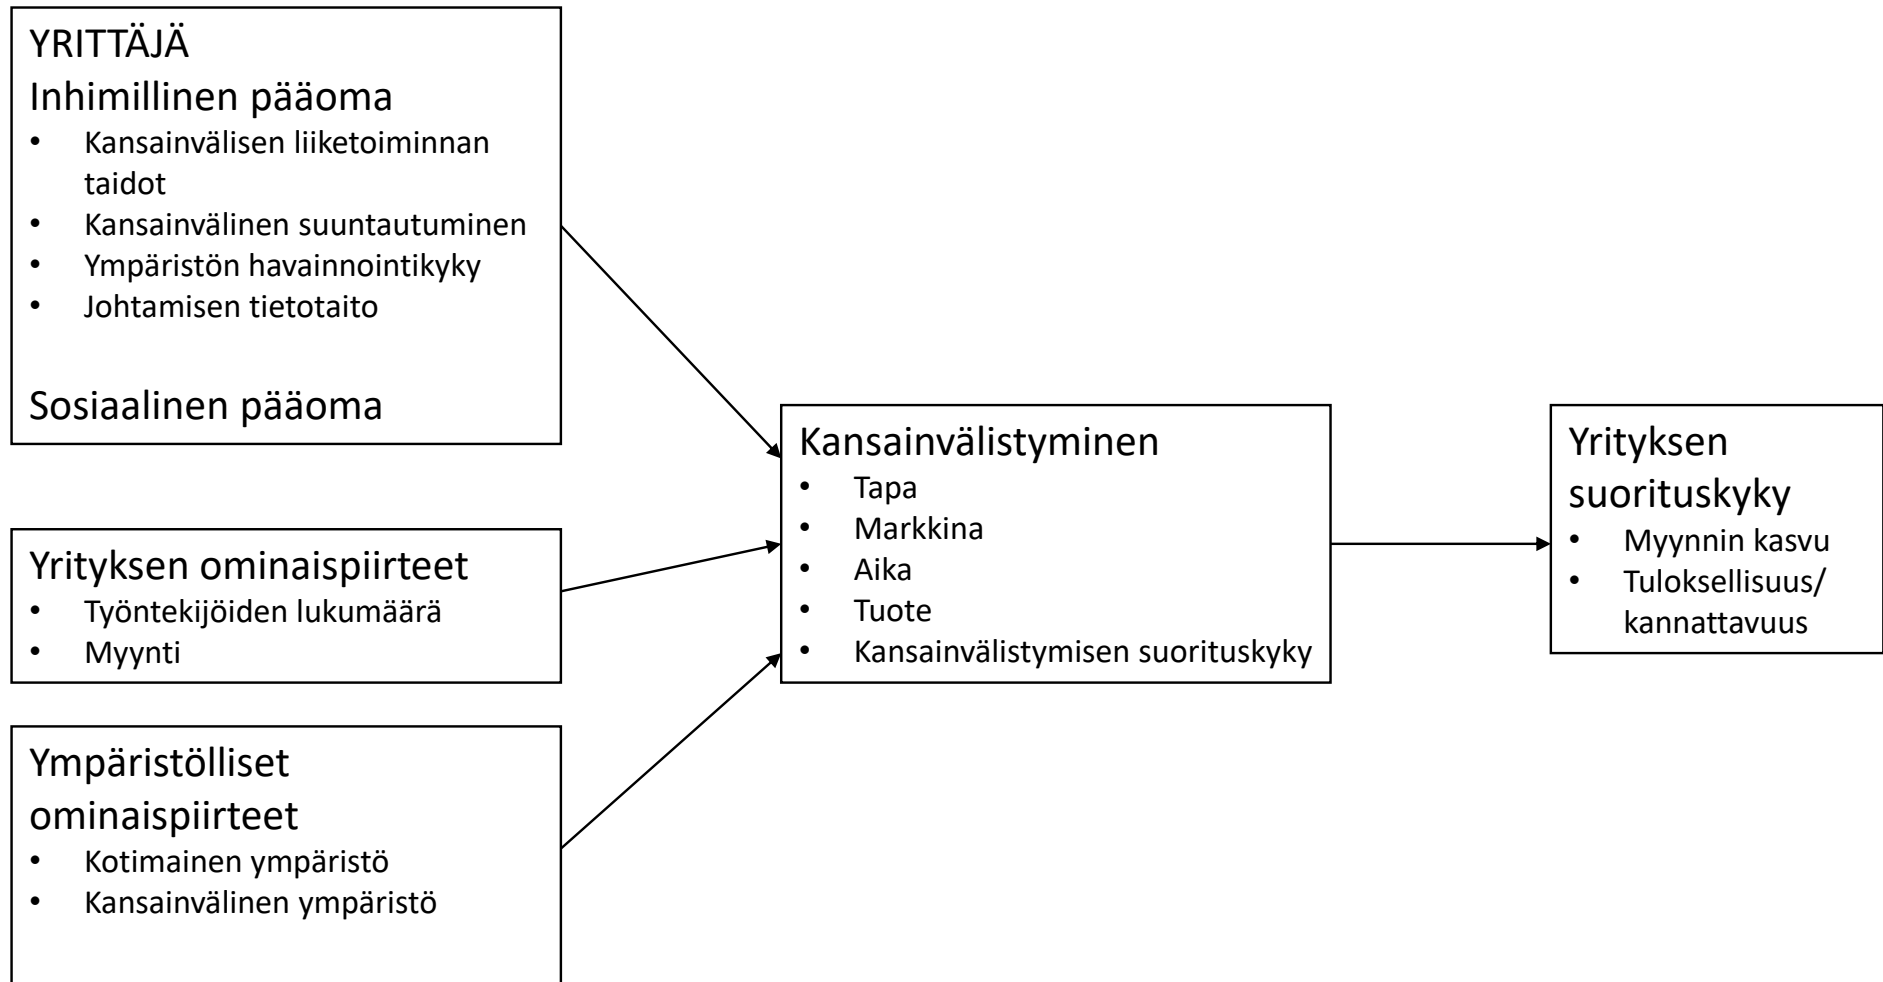 YRITTÄJÄ
Inhimillinen pääoma
• Kansainvälisen liiketoiminnan
taidot
• Kansainvälinen suuntautuminen
• Ympäristön havainnointikyky
• Johtamisen tietotaito
Sosiaalinen pääoma
Yrityksen ominaispiirteet
• Työntekijöiden lukumäärä
• Myynti
Ympäristölliset
ominaispiirteet
• Kotimainen ympäristö
• Kansainvälinen ympäristö
Kansainvälistyminen
• Tapa
• Markkina
• Aika
• Tuote
• Kansainvälistymisen suorituskyky
Yrityksen
suorituskyky
• Myynnin kasvu
• Tuloksellisuus/
kannattavuus